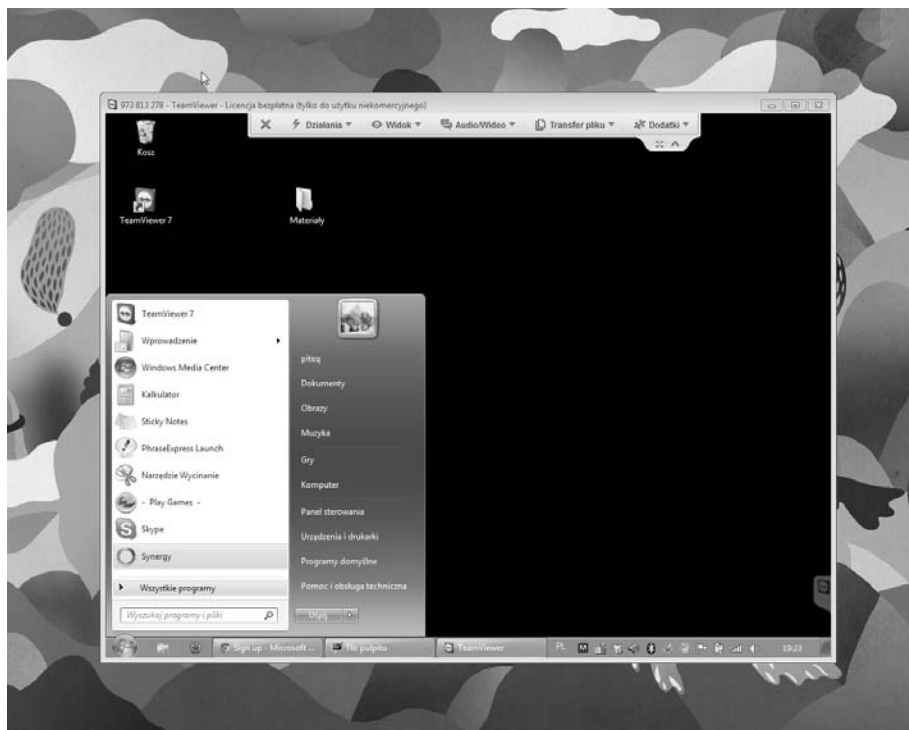 973 813 278 - TeamViewer - Licencja bezpłatna (tylko do użytku niekomercyjnego)
Działania
Widok
Audio/Wideo
Transfer pliku
Dodatki
Kosz
TeamViewer 7
Materiały
TeamViewer 7
Wprowadzenie
Windows Media Center
Kalkulator
Sticky Notes
PhraseExpress Launch
Narzędzie Wycinanie
- Play Games -
Skype
Synergy
Wszystkie programy
Wyszukaj programy i pliki
piteq
Dokumenty
Obrazy
Muzyka
Gry
Komputer
Panel sterowania
Urządzenia i drukarki
Programy domyślne
Pomoc i obsługa techniczna
Sign up - Microsoft ...
Tło pulpitu
TeamViewer
PL
19:23